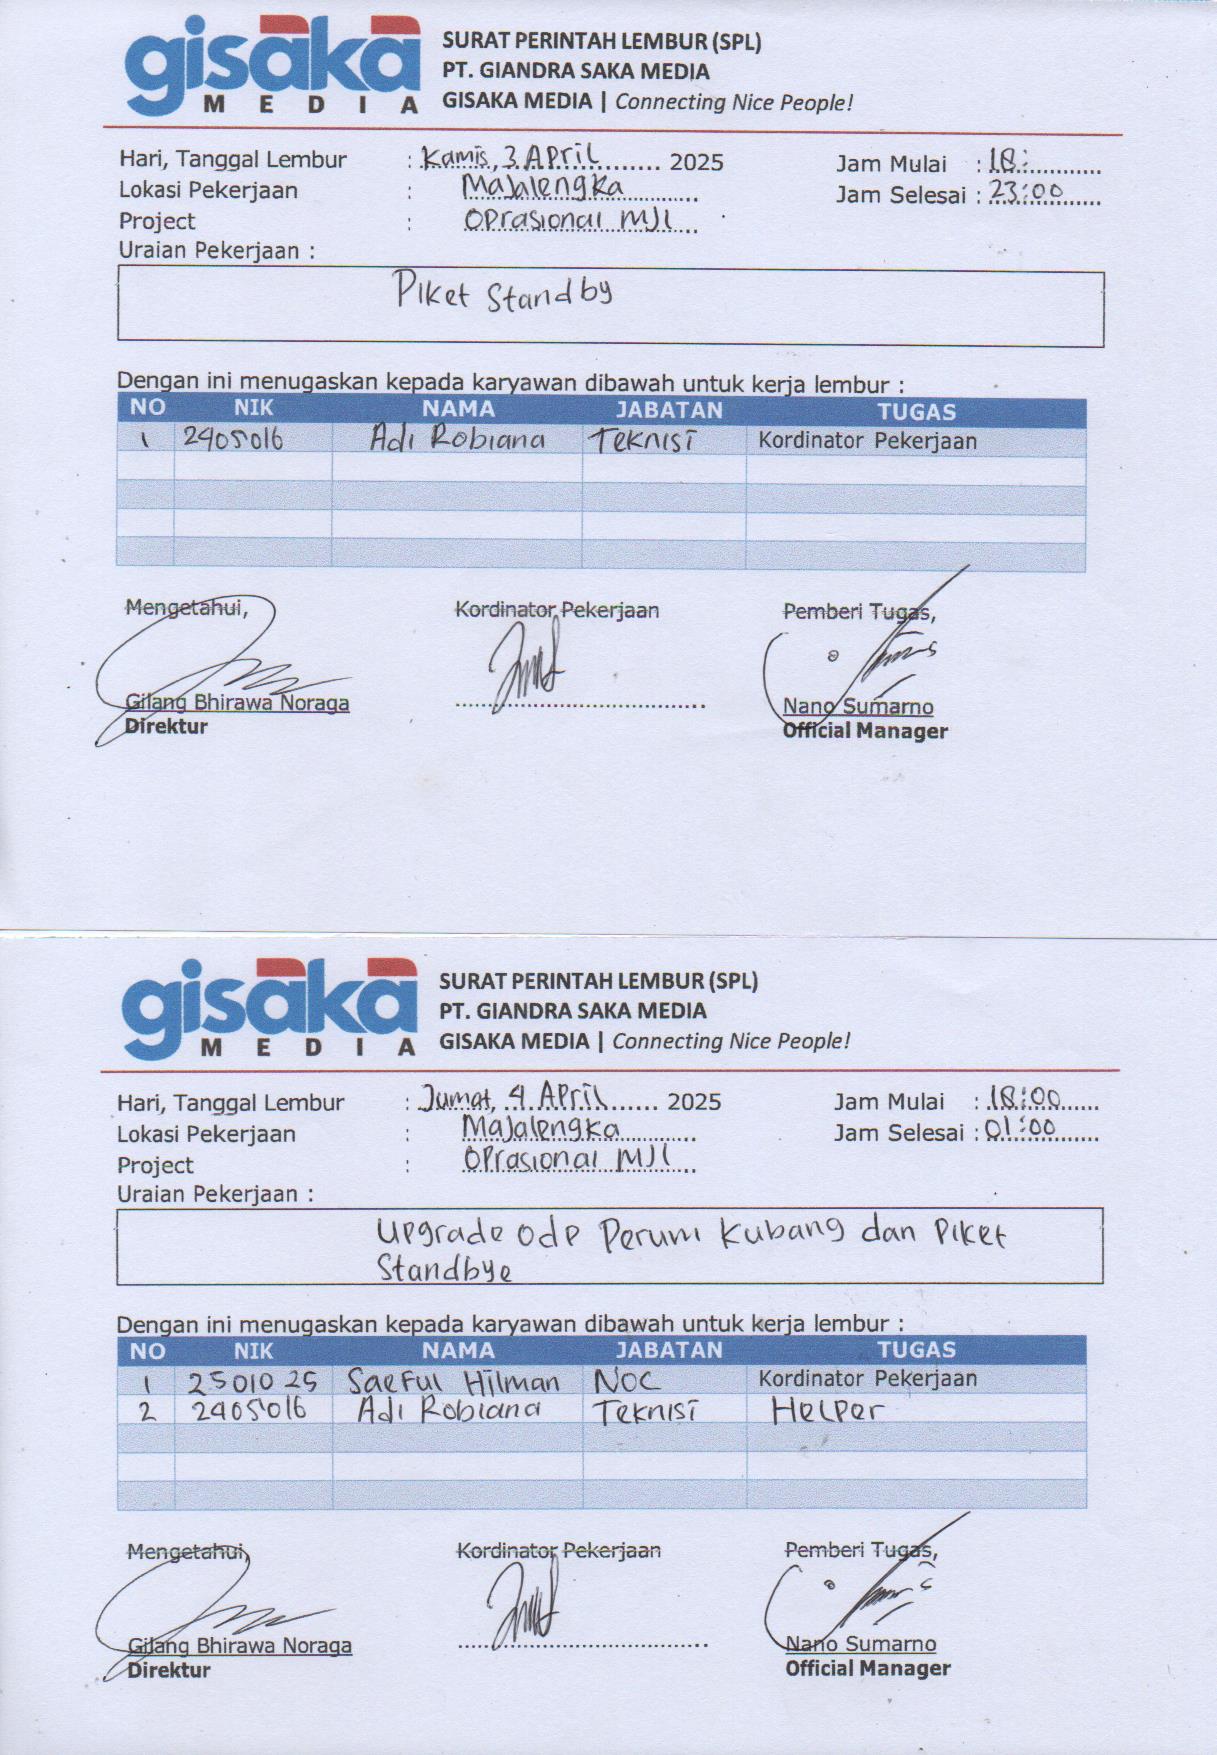 gisaka
MEDIA
SURAT PERINTAH LEMBUR (SPL)
PT. GIANDRA SAKA MEDIA
GISAKA MEDIA | Connecting Nice People!
Hari, Tanggal Lembur : Kamis, 3 April 2025 Jam Mulai : 18:
Lokasi Pekerjaan : Majalengka Jam Selesai : 23:00
Project : Oprasional MJL
Uraian Pekerjaan :
Piket Standby
Dengan ini menugaskan kepada karyawan dibawah untuk kerja lembur :
NO NIK NAMA JABATAN TUGAS
1 2405016 Adi Robiana Teknisi Kordinator Pekerjaan
Mengetahui, Kordinator Pekerjaan Pemberi Tugas,
Gilang Bhirawa Noraga Nano Sumarno
Direktur Official Manager
gisaka
MEDIA
SURAT PERINTAH LEMBUR (SPL)
PT. GIANDRA SAKA MEDIA
GISAKA MEDIA | Connecting Nice People!
Hari, Tanggal Lembur : Jumat, 4 April 2025 Jam Mulai : 18:00
Lokasi Pekerjaan : Majalengka Jam Selesai : 01:00
Project : Oprasional MJL
Uraian Pekerjaan :
Upgrade odp Perum Kubang dan Piket
Standbye
Dengan ini menugaskan kepada karyawan dibawah untuk kerja lembur :
NO NIK NAMA JABATAN TUGAS
1 2501025 Saeful Hilman NOC Kordinator Pekerjaan
2 2405016 Adi Robiana Teknisi Helper
Mengetahui, Kordinator Pekerjaan Pemberi Tugas,
Gilang Bhirawa Noraga Nano Sumarno
Direktur Official Manager